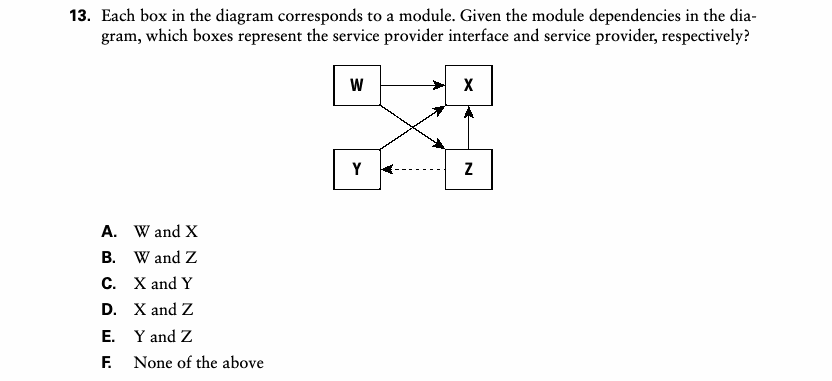 13. Each box in the diagram corresponds to a module. Given the module dependencies in the dia-
gram, which boxes represent the service provider interface and service provider, respectively?
W X
Y Z
A. W and X
B. W and Z
C. X and Y
D. X and Z
E. Y and Z
F. None of the above